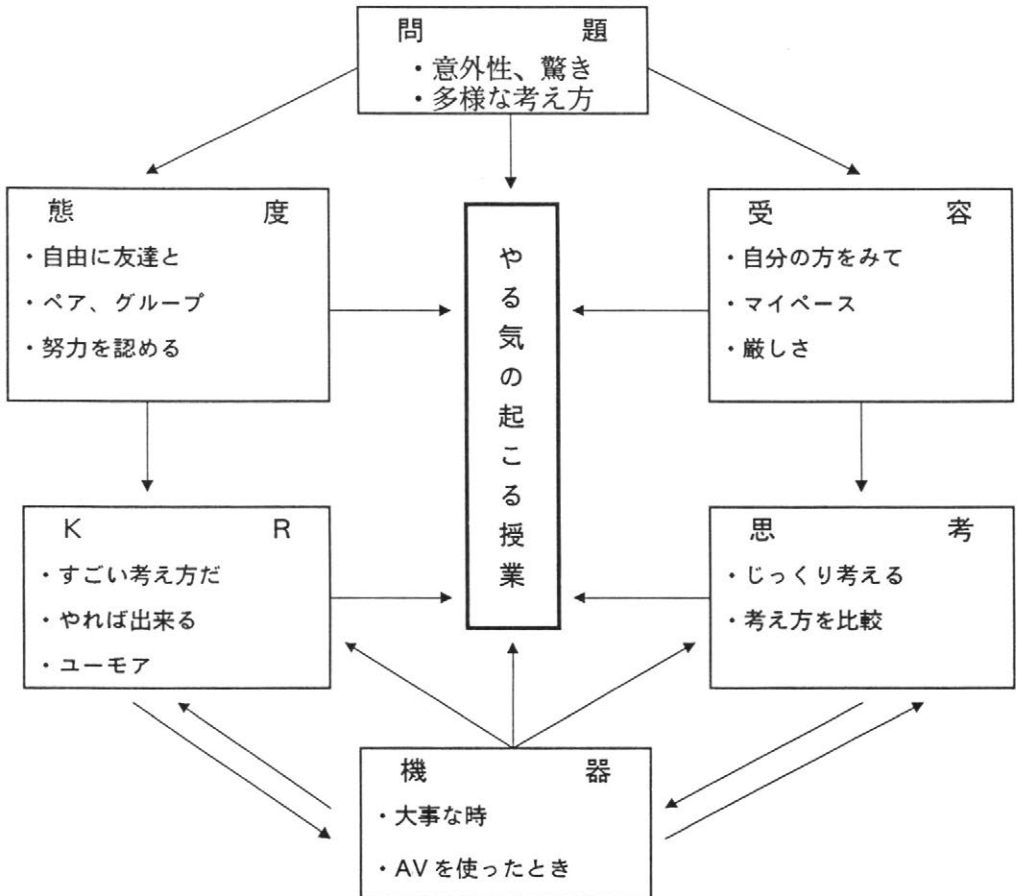 問題
・意外性、驚き
・多様な考え方
態度
・自由に友達と
・ペア、グループ
・努力を認める
やる気の起こる授業
受容
・自分の方をみて
・マイペース
・厳しさ
KR
・すごい考え方だ
・やれば出来る
・ユーモア
思考
・じっくり考える
・考え方を比較
機器
・大事な時
・AVを使ったとき